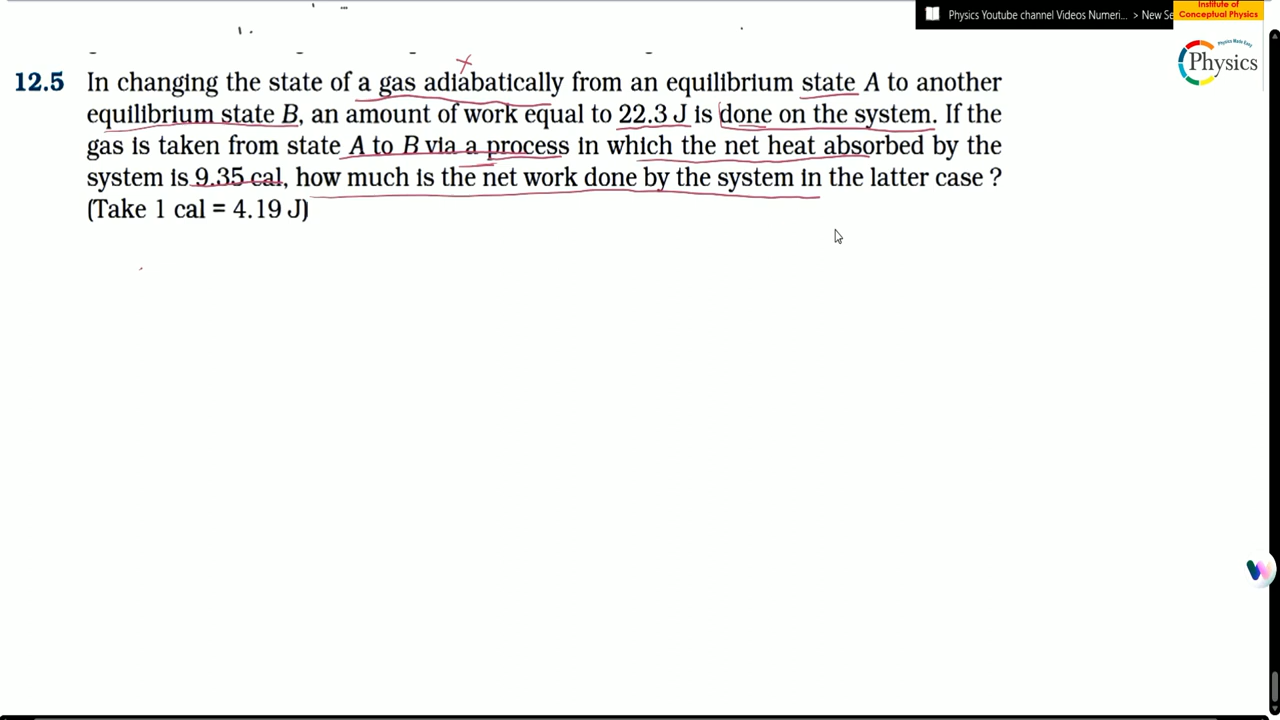 Physics Youtube channel Videos Numeri... > New Se
Institute of
Conceptual Physics
Physics Made Easy
Physics
12.5 In changing the state of a gas adiabatically from an equilibrium state A to another
equilibrium state B, an amount of work equal to 22.3 J is done on the system. If the
gas is taken from state A to B via a process in which the net heat absorbed by the
system is 9.35 cal, how much is the net work done by the system in the latter case ?
(Take 1 cal = 4.19 J)